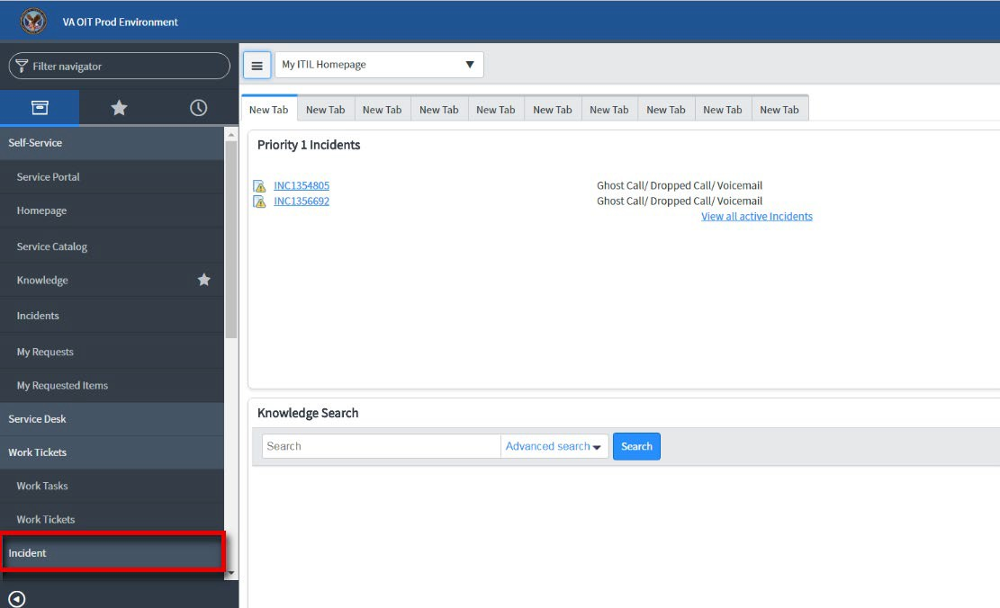 VA OIT Prod Environment
Filter navigator
My ITIL Homepage
New Tab New Tab New Tab New Tab New Tab New Tab New Tab New Tab New Tab New Tab
Self-Service
Service Portal
Homepage
Service Catalog
Knowledge
Incidents
My Requests
My Requested Items
Service Desk
Work Tickets
Work Tasks
Work Tickets
Incident
Priority 1 Incidents
INC1354805 Ghost Call/ Dropped Call/ Voicemail
INC1356692 Ghost Call/ Dropped Call/ Voicemail
View all active Incidents
Knowledge Search
Search Advanced search Search